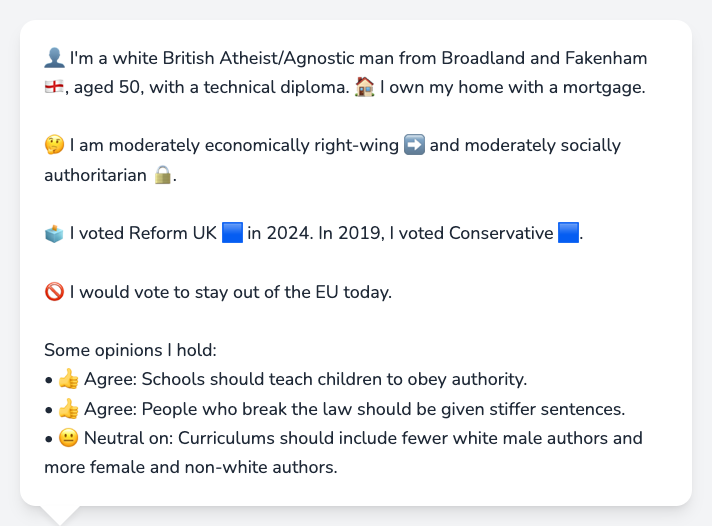 👤 I'm a white British Atheist/Agnostic man from Broadland and Fakenham
🏴󠁧󠁢󠁥󠁮󠁧󠁿, aged 50, with a technical diploma. 🏠 I own my home with a mortgage.
🤔 I am moderately economically right-wing ➡️ and moderately socially
authoritarian 🔒.
🗳️ I voted Reform UK 🟦 in 2024. In 2019, I voted Conservative 🟦.
🚫 I would vote to stay out of the EU today.
Some opinions I hold:
• 👍 Agree: Schools should teach children to obey authority.
• 👍 Agree: People who break the law should be given stiffer sentences.
• 😐 Neutral on: Curriculums should include fewer white male authors and
more female and non-white authors.